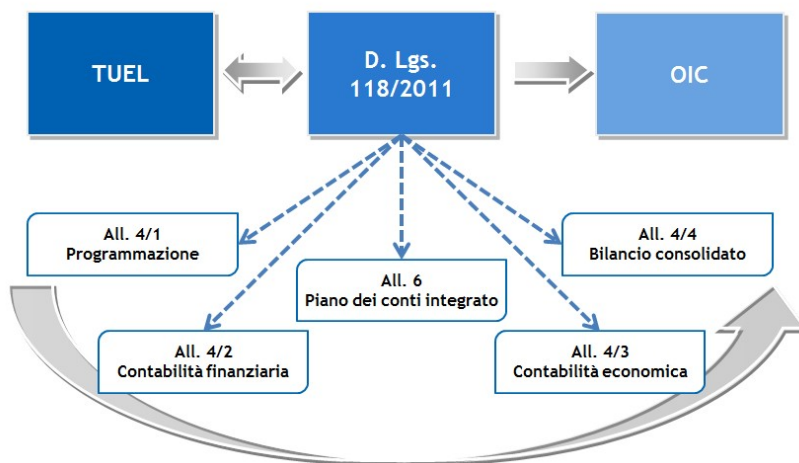 TUEL
D. Lgs.
118/2011
OIC
All. 4/1
Programmazione
All. 4/4
Bilancio consolidato
All. 6
Piano dei conti integrato
All. 4/2
Contabilità finanziaria
All. 4/3
Contabilità economica